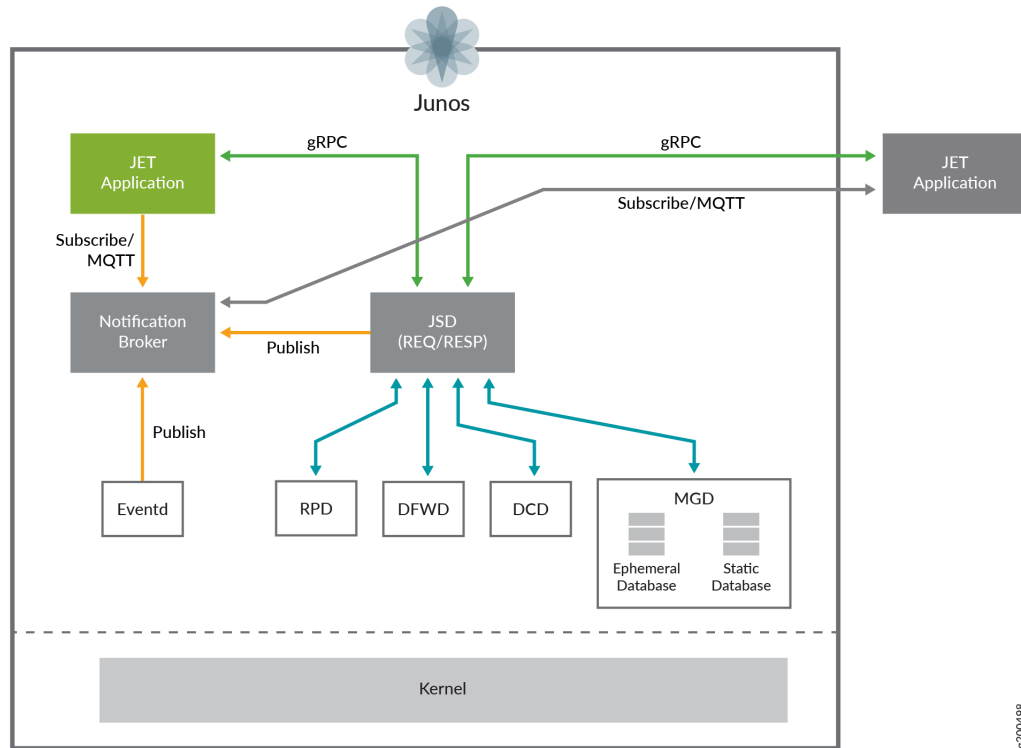 Junos
gRPC
gRPC
JET
Application
JET
Application
Subscribe/MQTT
Subscribe/
MQTT
Notification
Broker
JSD
(REQ/RESP)
Publish
Publish
Eventd
RPD
DFWD
DCD
MGD
Ephemeral
Database
Static
Database
Kernel